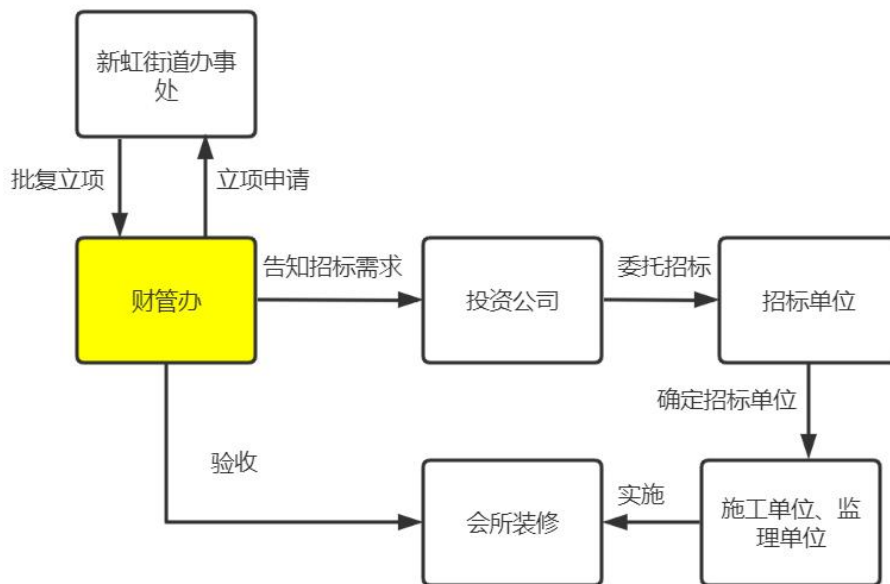 新虹街道办事
处
批复立项
立项申请
财管办
告知招标需求
投资公司
委托招标
招标单位
确定招标单位
验收
会所装修
实施
施工单位、监
理单位